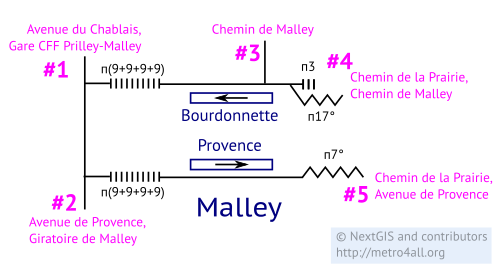 Avenue du Chablais,
Gare CFF Prilley-Malley
#1
Chemin de Malley
#3
п(9+9+9+9)
п3
#4
Chemin de la Prairie,
Chemin de Malley
п17°
Bourdonnette
Provence
п7°
п(9+9+9)
#2
Avenue de Provence,
Giratoire de Malley
Malley
Chemin de la Prairie,
Avenue de Provence
#5
© NextGIS and contributors
http://metro4all.org